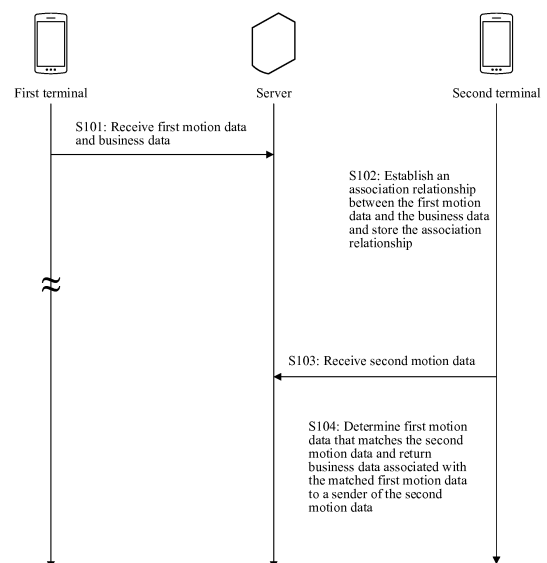 First terminal
Server
Second terminal
S101: Receive first motion data
and business data
S102: Establish an
association relationship
between the first motion
data and the business data
and store the association
relationship
S103: Receive second motion data
S104: Determine first motion
data that matches the second
motion data and return
business data associated with
the matched first motion data
to a sender of the second
motion data